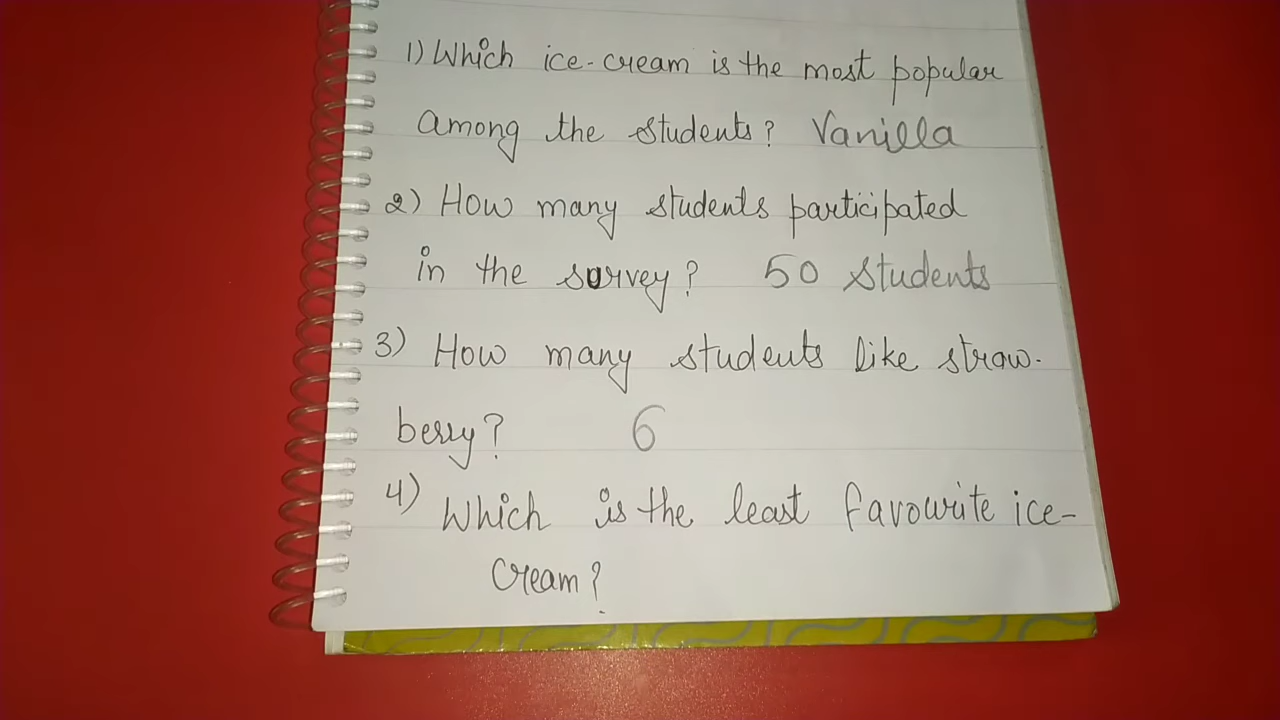 1) Which ice-cream is the most popular
among the students? Vanilla
2) How many students participated
in the survey? 50 students
3) How many students like straw-
berry? 6
4) Which is the least favourite ice-
cream?